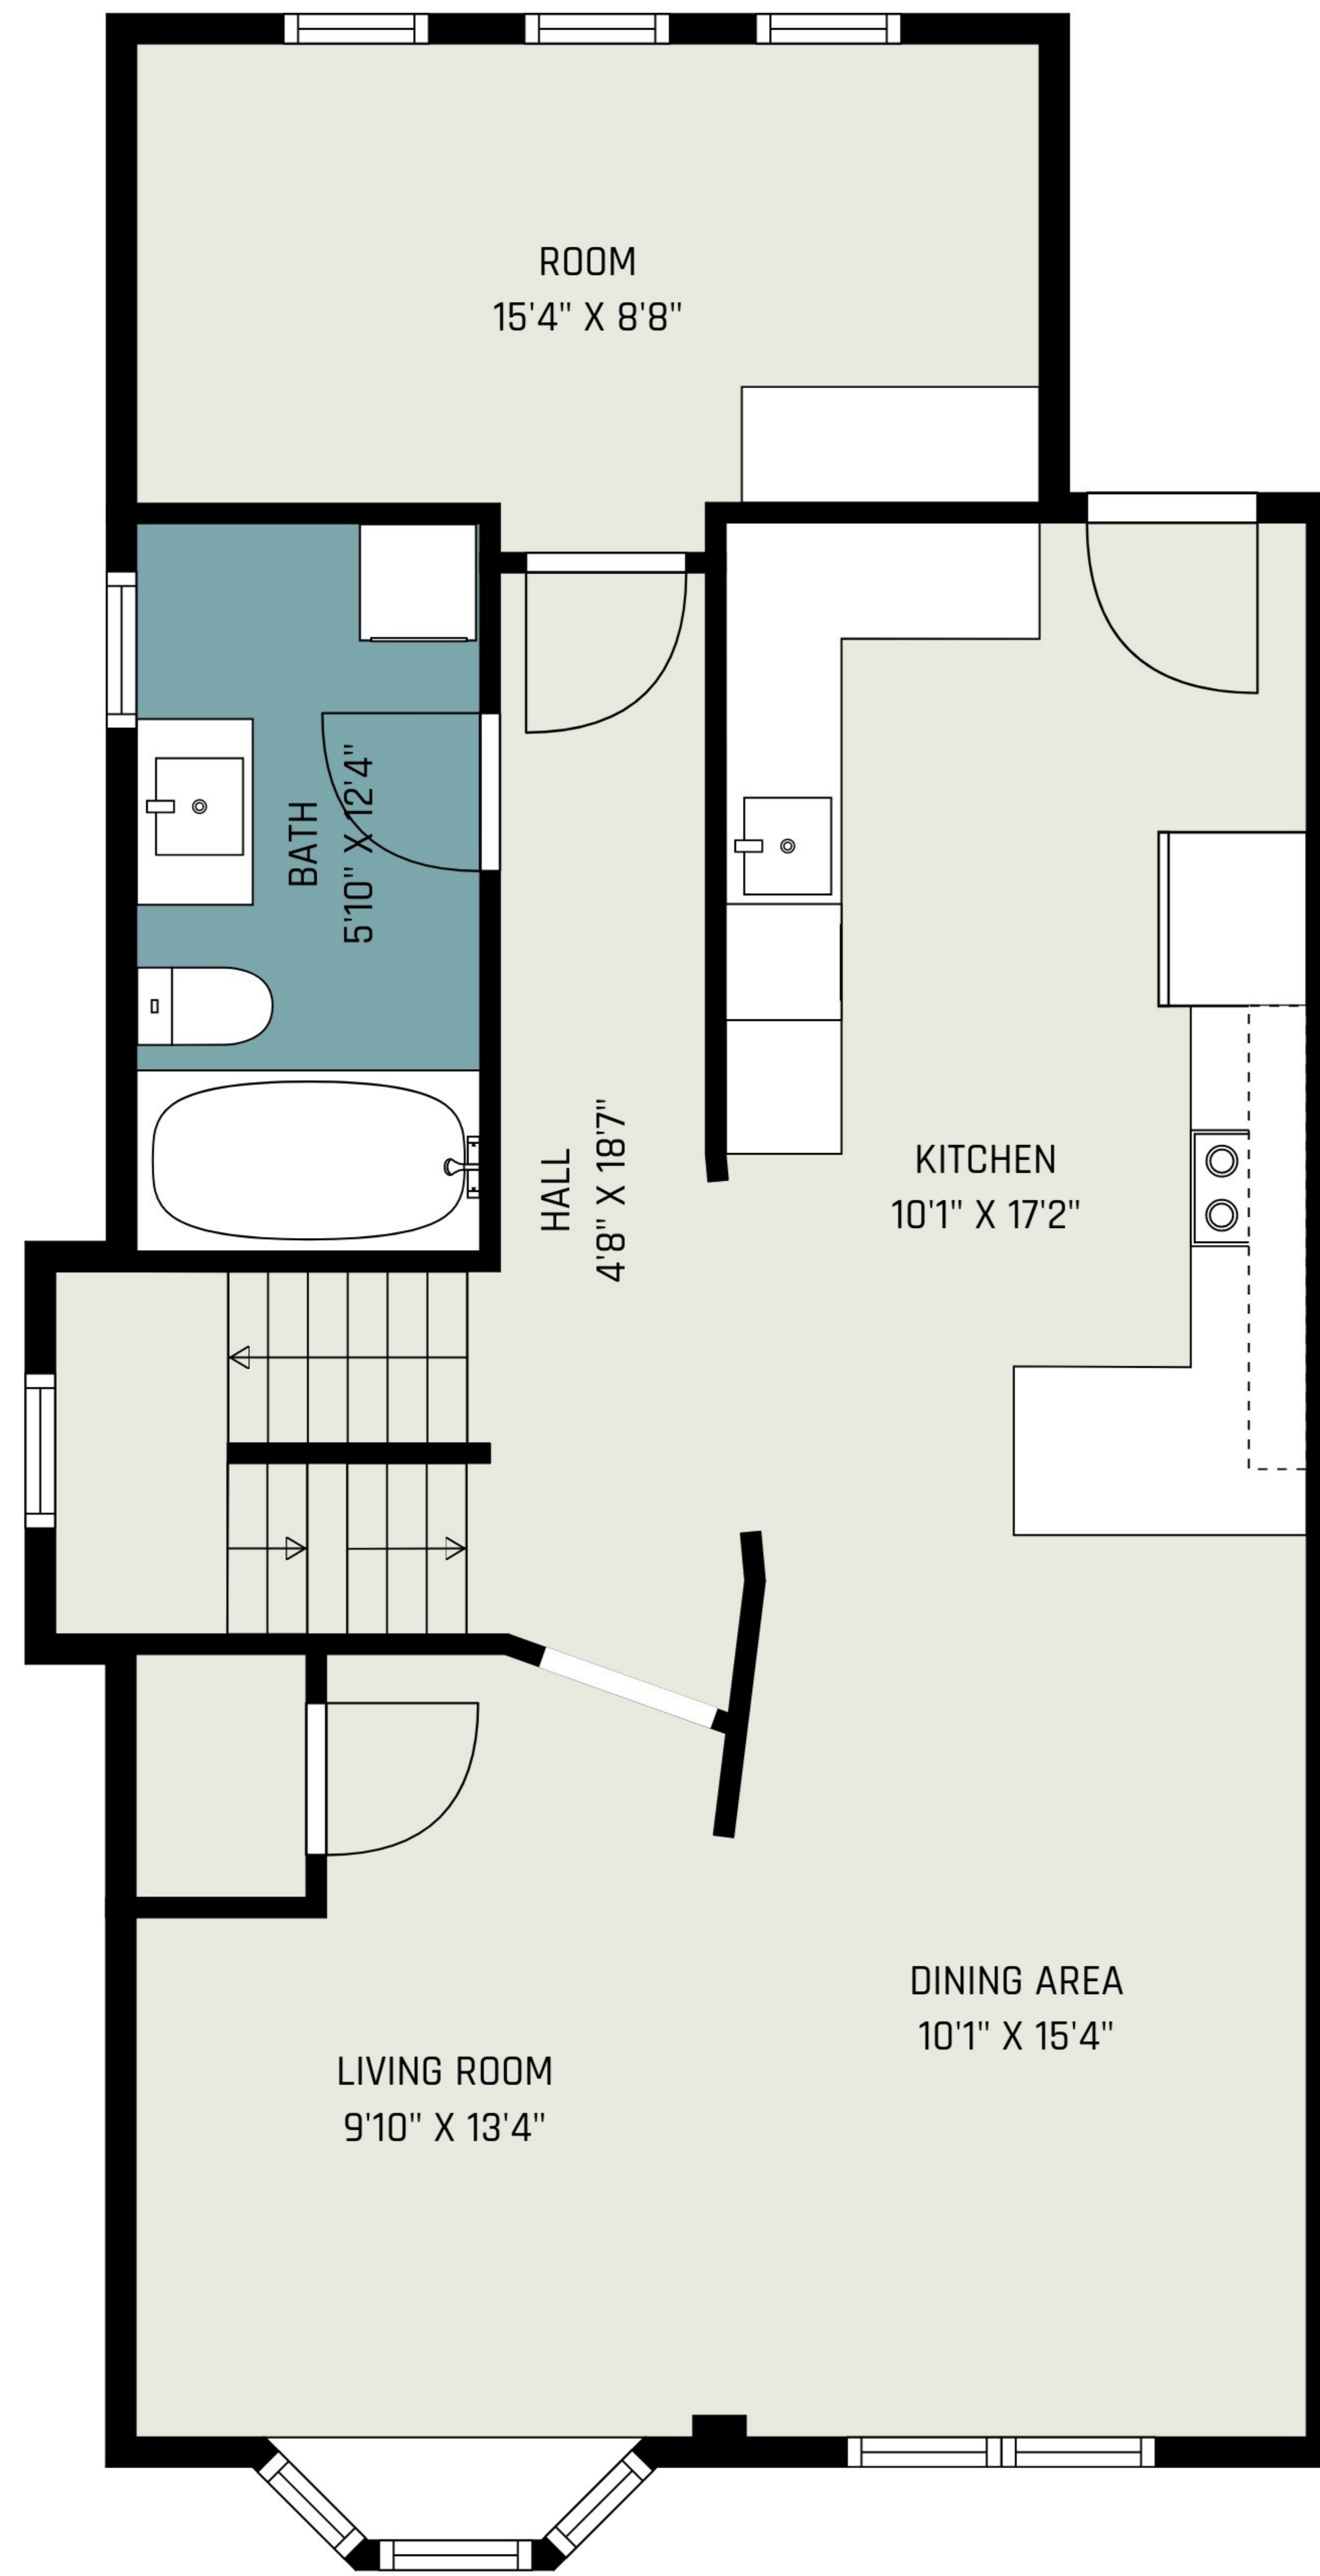 ROOM
15'4" X 8'8"
BATH
5'10" X 12'4"
HALL
4'8" X 18'7"
KITCHEN
10'1" X 17'2"
DINING AREA
10'1" X 15'4"
LIVING ROOM
9'10" X 13'4"